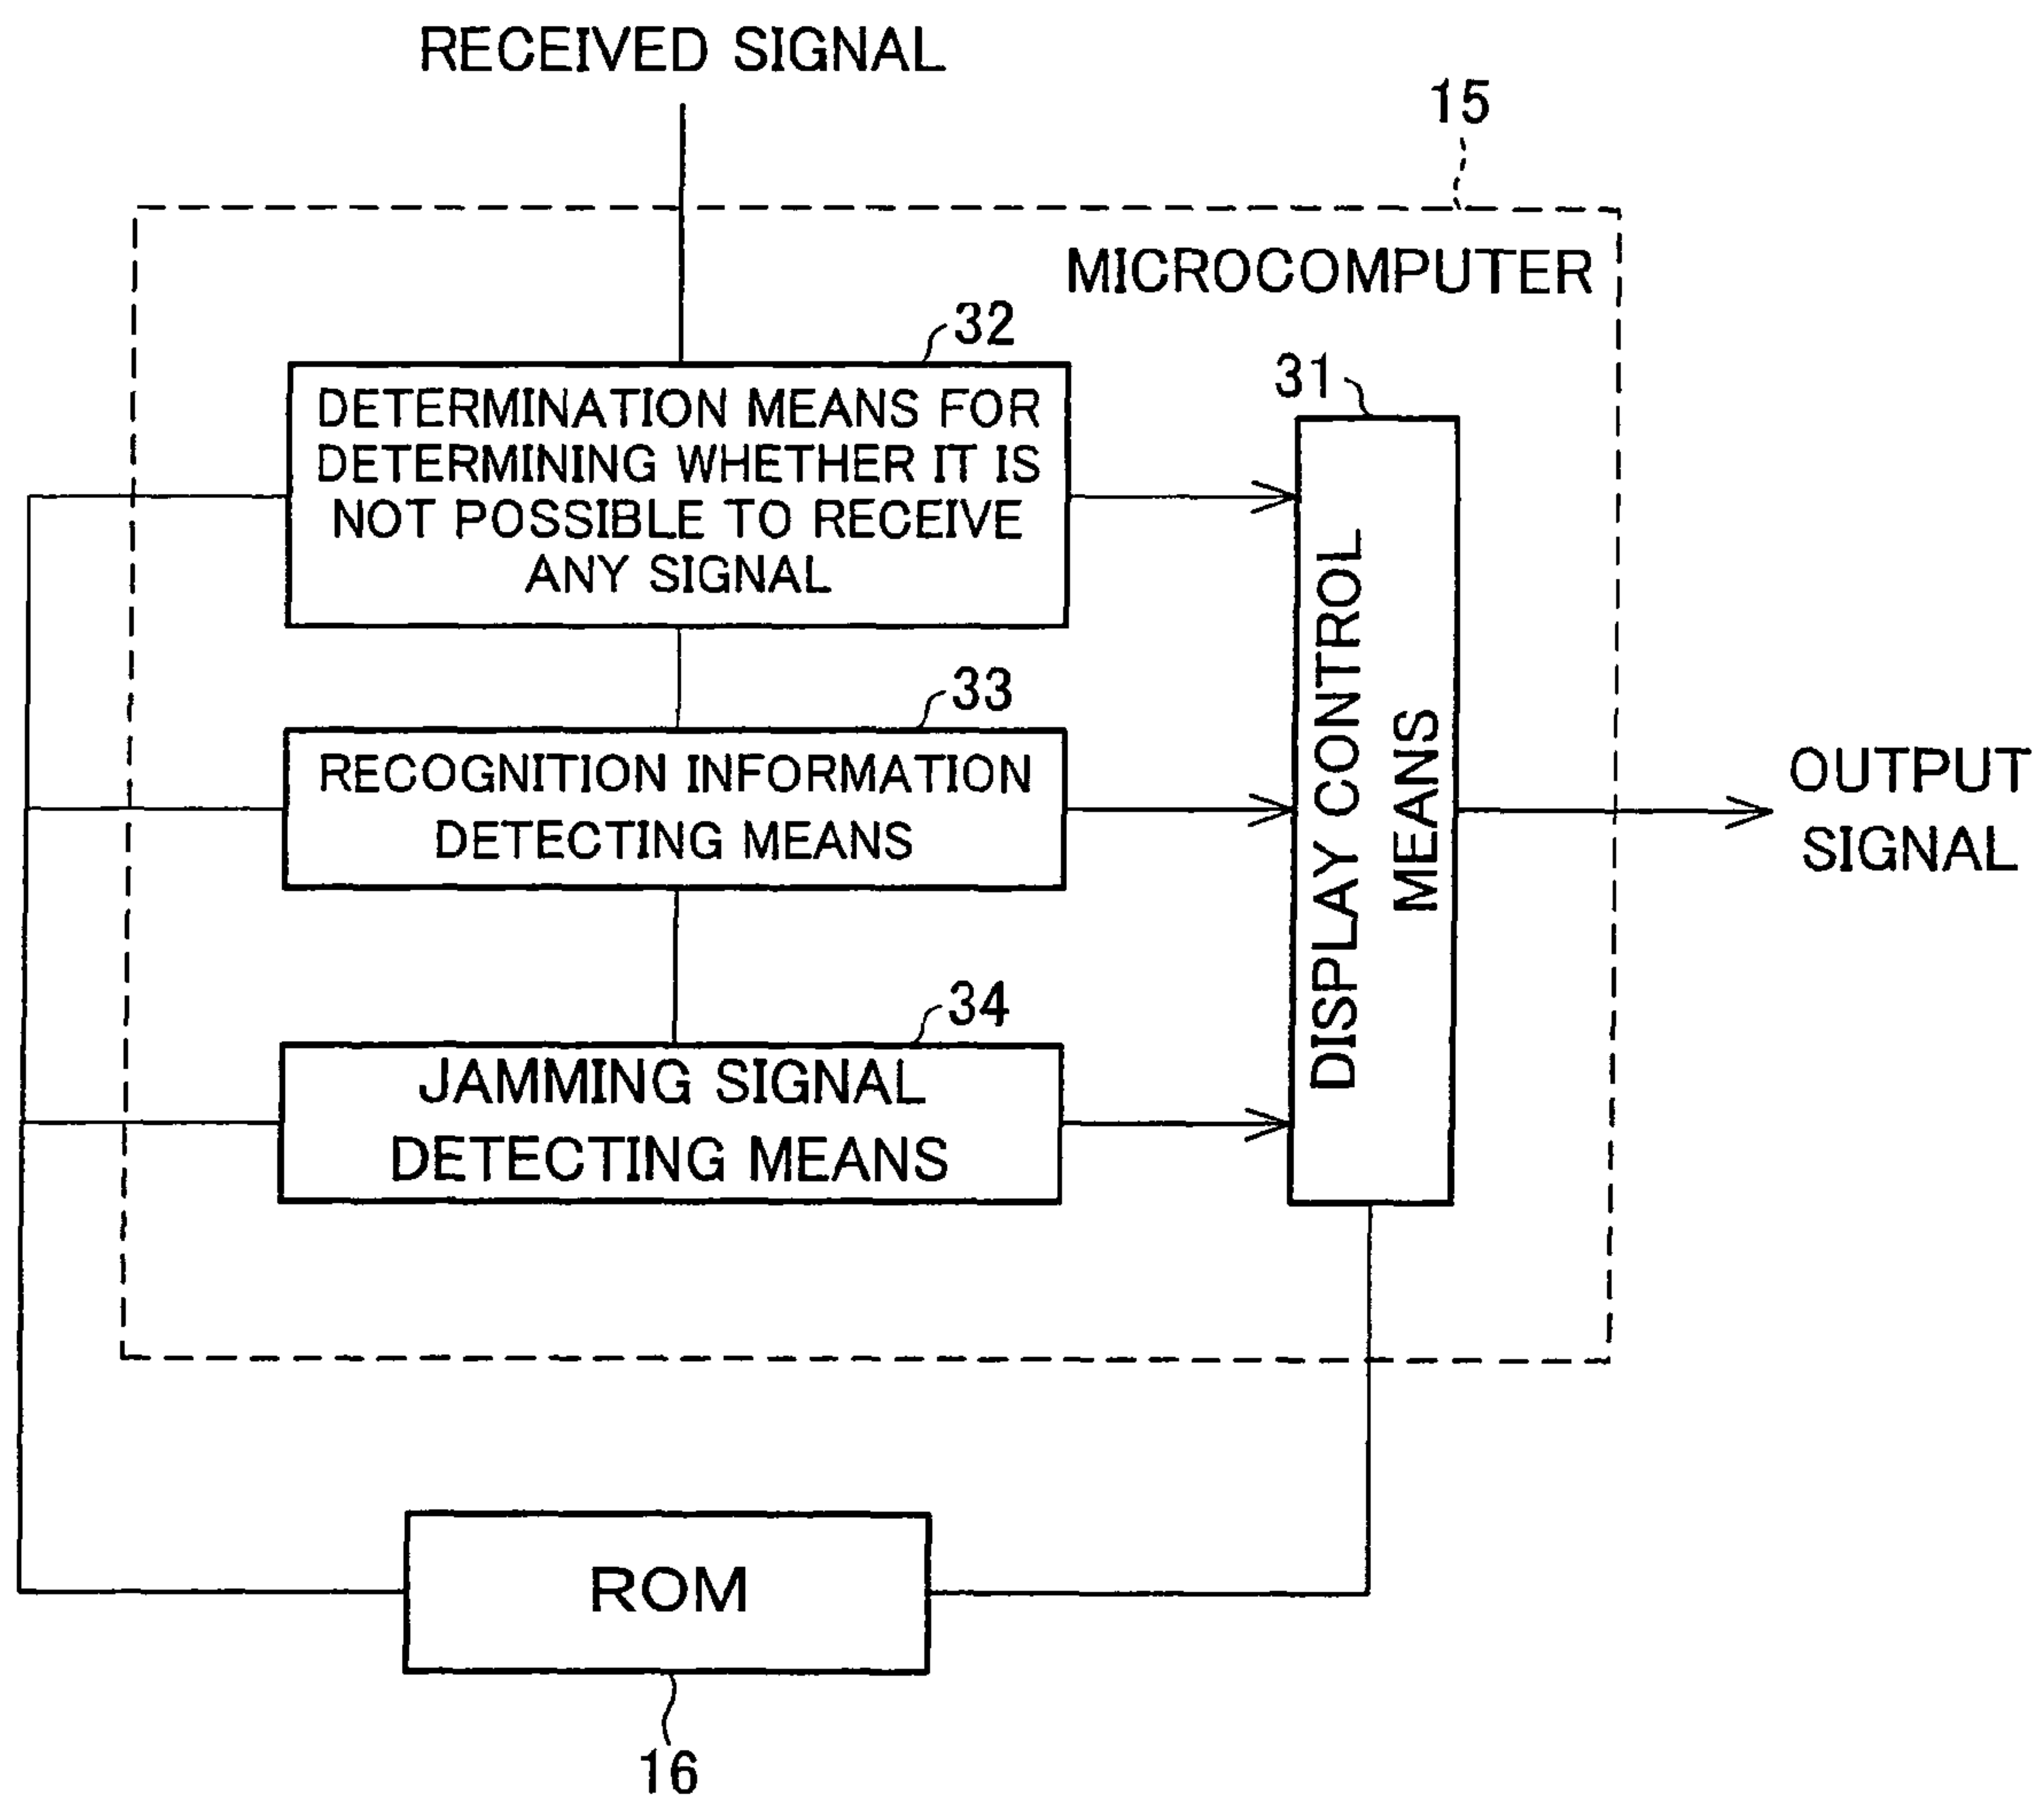 RECEIVED SIGNAL
15
MICROCOMPUTER
32
DETERMINATION MEANS FOR
DETERMINING WHETHER IT IS
NOT POSSIBLE TO RECEIVE
ANY SIGNAL
31
DISPLAY CONTROL
MEANS
33
RECOGNITION INFORMATION
DETECTING MEANS
OUTPUT
SIGNAL
34
JAMMING SIGNAL
DETECTING MEANS
ROM
16